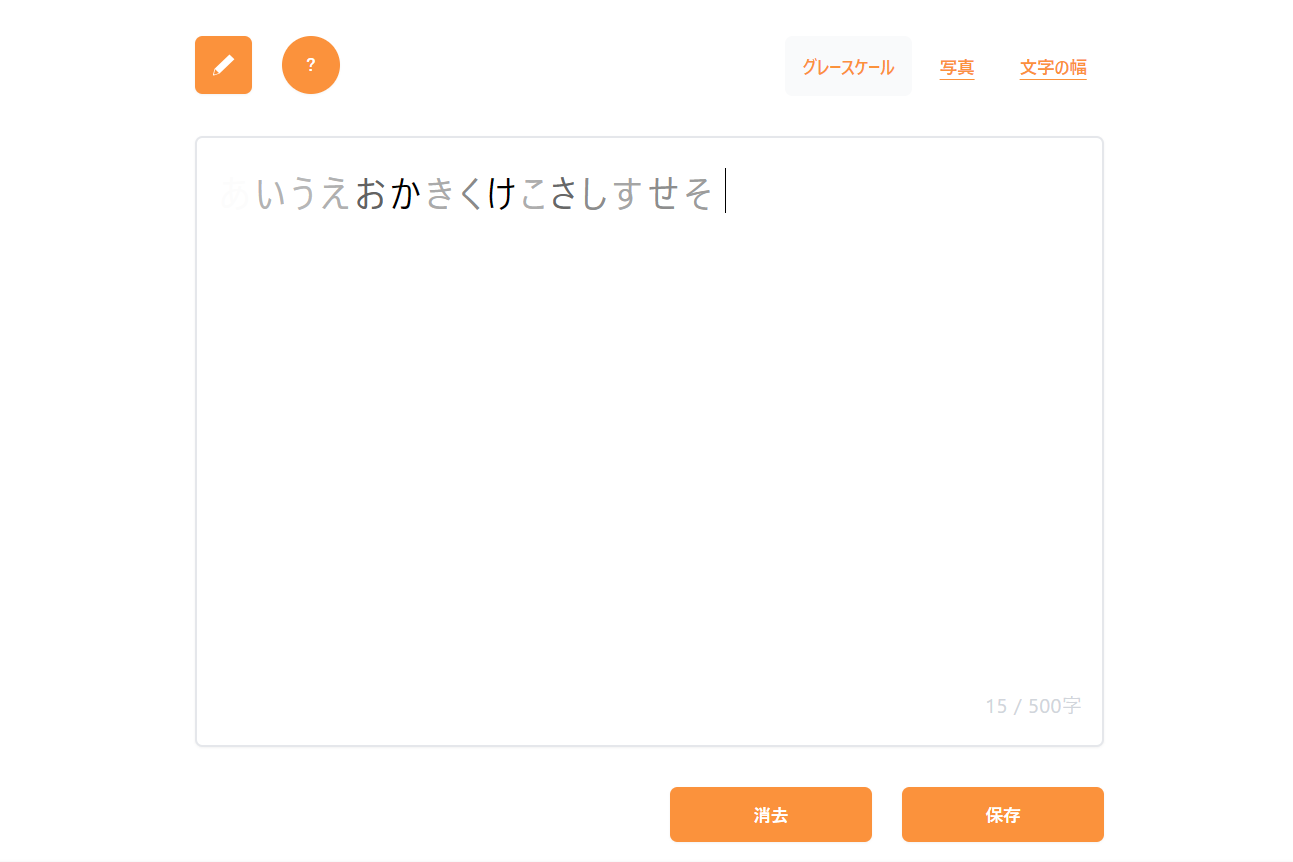 ?
グレースケール 写真 文字の幅
あいうえおかきくけこさしすせそ
15 / 500字
消去 保存